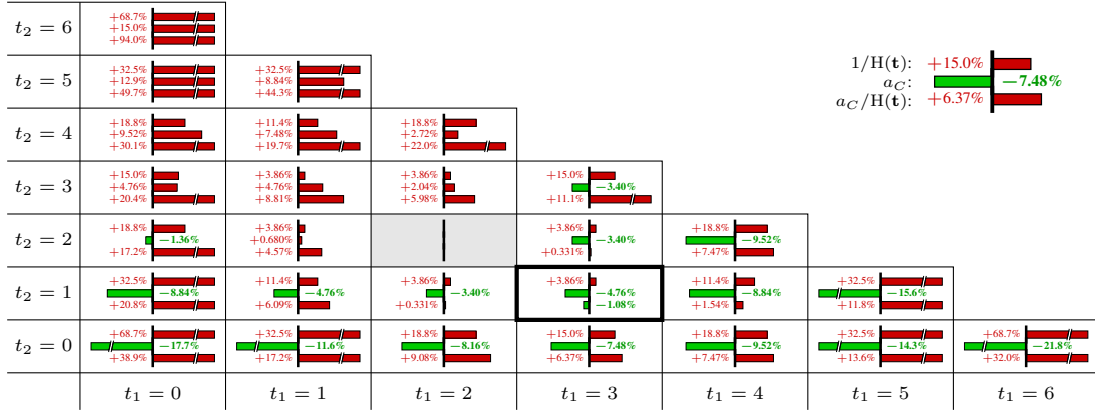 t₂ = 6
+68.7%
+15.0%
+94.0%
1/H(t):
+15.0%
a_C:
−7.48%
a_C/H(t):
+6.37%
t₂ = 5
+32.5% +32.5%
+12.9% +8.84%
+49.7% +44.3%
t₂ = 4
+18.8% +11.4% +18.8%
+9.52% +7.48% +2.72%
+30.1% +19.7% +22.0%
t₂ = 3
+15.0% +3.86% +3.86% +15.0%
+4.76% +4.76% +2.04% −3.40%
+20.4% +8.81% +5.98% +11.1%
t₂ = 2
+18.8% +3.86% +3.86% +18.8%
−1.36% +0.680% −3.40% −9.52%
+17.2% +4.57% +0.331% +7.47%
t₂ = 1
+32.5% +11.4% +3.86% +3.86% +11.4% +32.5%
−8.84% −4.76% −3.40% −4.76% −8.84% −15.6%
+20.8% +6.09% +0.331% −1.08% +1.54% +11.8%
t₂ = 0
+68.7% +32.5% +18.8% +15.0% +18.8% +32.5% +68.7%
−17.7% −11.6% −8.16% −7.48% −9.52% −14.3% −21.8%
+38.9% +17.2% +9.08% +6.37% +7.47% +13.6% +32.0%
t₁ = 0 t₁ = 1 t₁ = 2 t₁ = 3 t₁ = 4 t₁ = 5 t₁ = 6